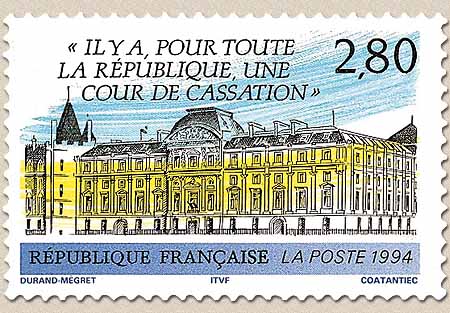 « IL Y A, POUR TOUTE
LA RÉPUBLIQUE, UNE
COUR DE CASSATION »
2,80
RÉPUBLIQUE FRANÇAISE LA POSTE 1994
DURAND-MÉGRET ITVF COATANTIEC